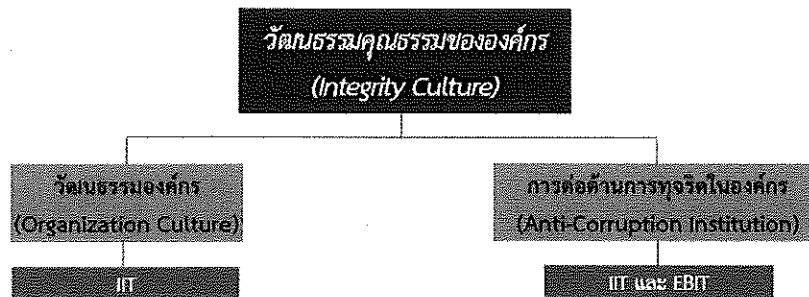 วัฒนธรรมคุณธรรมขององค์กร
(Integrity Culture)
วัฒนธรรมองค์กร
(Organization Culture)
IIT
การต่อต้านการทุจริตในองค์กร
(Anti-Corruption Institution)
IIT และ EBIT